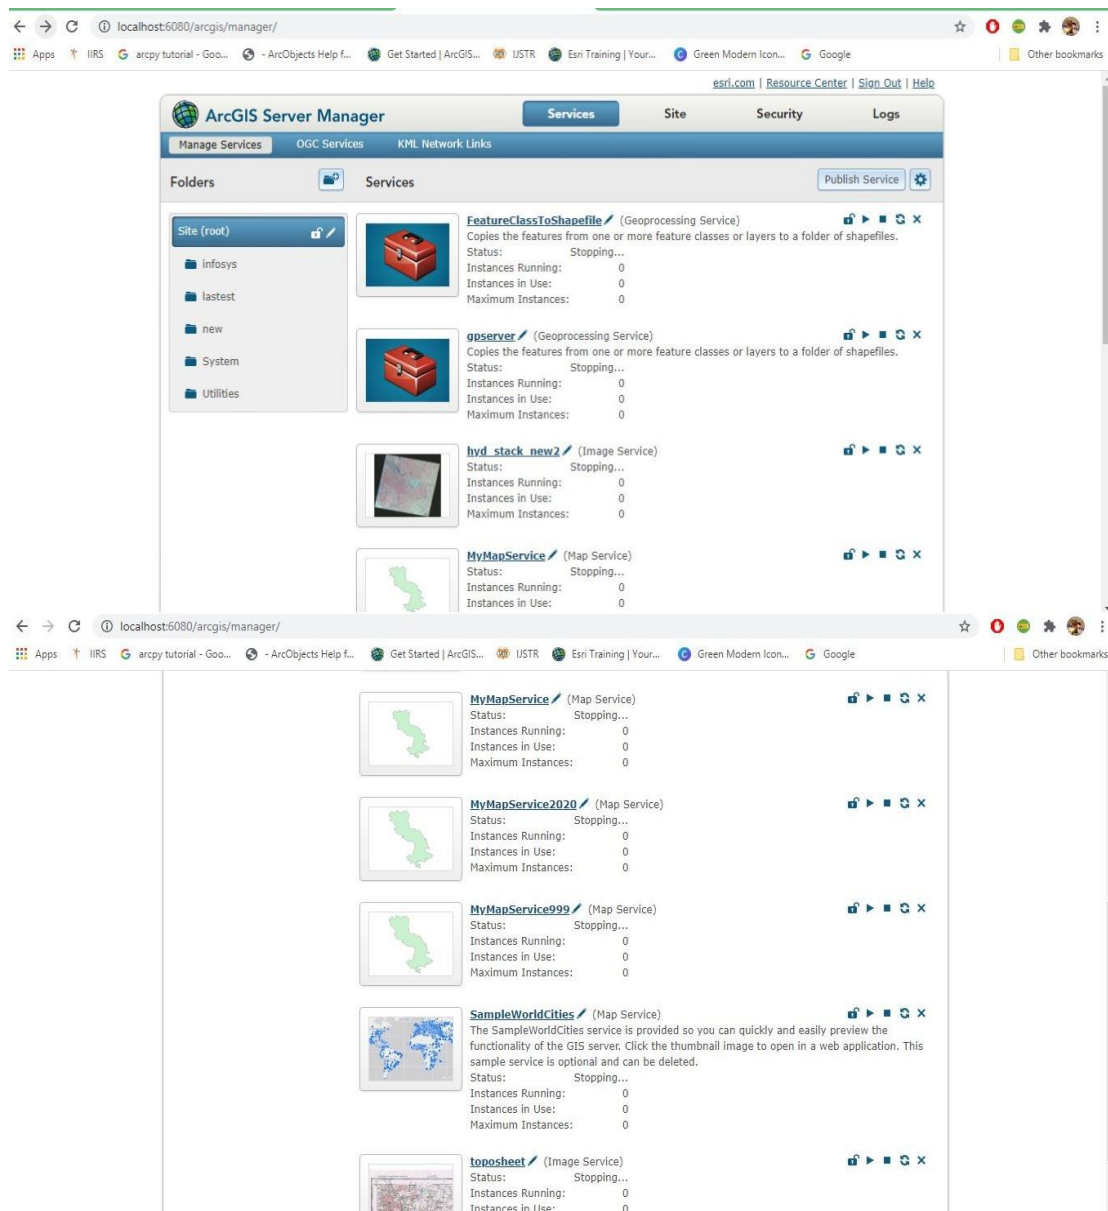 localhost:6080/arcgis/manager/
Apps IIRS arcpy tutorial - Goo... - ArcObjects Help f... Get Started | ArcGIS... IJSTR Esri Training | Your... Green Modern Icon... Google Other bookmarks
esri.com | Resource Center | Sign Out | Help
ArcGIS Server Manager Services Site Security Logs
Manage Services OGC Services KML Network Links
Folders Services Publish Service
Site (root)
infosys
lastest
new
System
Utilities
FeatureClassToShapefile (Geoprocessing Service)
Copies the features from one or more feature classes or layers to a folder of shapefiles.
Status: Stopping...
Instances Running: 0
Instances in Use: 0
Maximum Instances: 0
gpserver (Geoprocessing Service)
Copies the features from one or more feature classes or layers to a folder of shapefiles.
Status: Stopping...
Instances Running: 0
Instances in Use: 0
Maximum Instances: 0
hyd_stack_new2 (Image Service)
Status: Stopping...
Instances Running: 0
Instances in Use: 0
Maximum Instances: 0
MyMapService (Map Service)
Status: Stopping...
Instances Running: 0
Instances in Use: 0
localhost:6080/arcgis/manager/
Apps IIRS arcpy tutorial - Goo... - ArcObjects Help f... Get Started | ArcGIS... IJSTR Esri Training | Your... Green Modern Icon... Google Other bookmarks
MyMapService (Map Service)
Status: Stopping...
Instances Running: 0
Instances in Use: 0
Maximum Instances: 0
MyMapService2020 (Map Service)
Status: Stopping...
Instances Running: 0
Instances in Use: 0
Maximum Instances: 0
MyMapService999 (Map Service)
Status: Stopping...
Instances Running: 0
Instances in Use: 0
Maximum Instances: 0
SampleWorldCities (Map Service)
The SampleWorldCities service is provided so you can quickly and easily preview the
functionality of the GIS server. Click the thumbnail image to open in a web application. This
sample service is optional and can be deleted.
Status: Stopping...
Instances Running: 0
Instances in Use: 0
Maximum Instances: 0
toposheet (Image Service)
Status: Stopping...
Instances Running: 0
Instances in Use: 0